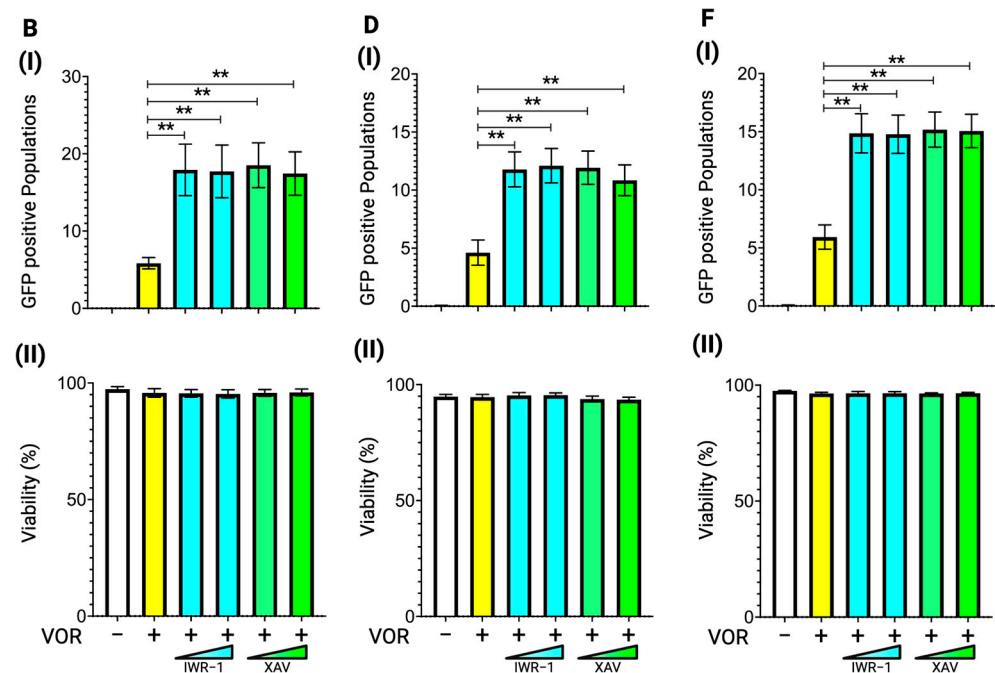 B
(I)
GFP positive Populations
30
20
10
0
**
**
**
**
(II)
Viability (%)
100
50
0
VOR − + + + + +
IWR−1 XAV
D
(I)
GFP positive Populations
20
15
10
5
0
**
**
**
**
(II)
Viability (%)
100
50
0
VOR − + + + + +
IWR−1 XAV
F
(I)
GFP positive Populations
20
15
10
5
0
**
**
**
**
(II)
Viability (%)
100
50
0
VOR − + + + + +
IWR−1 XAV